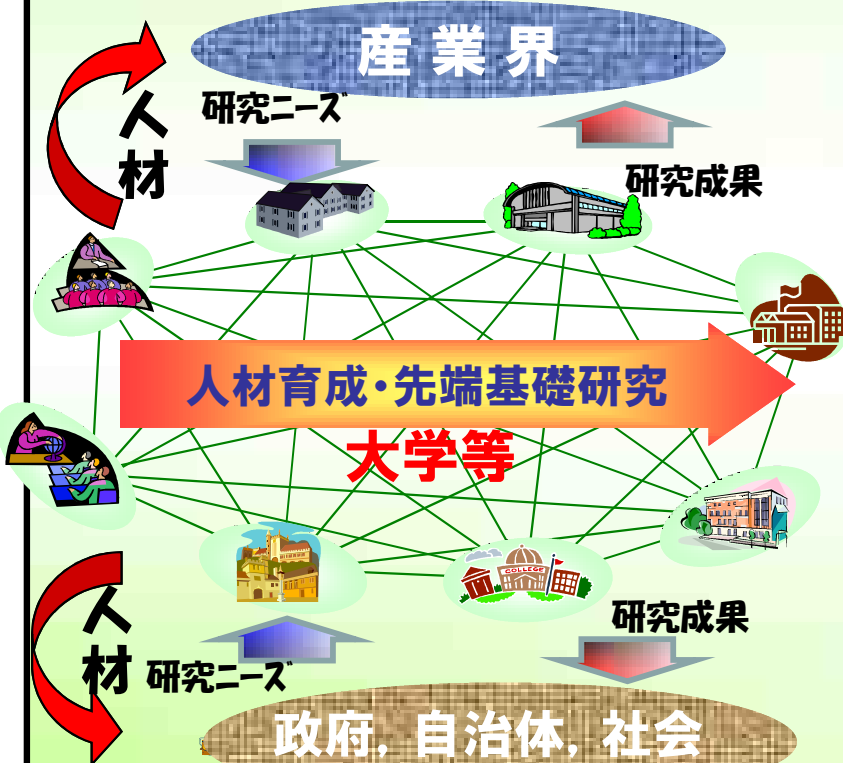 産業界
人材
研究ニーズ
研究成果
人材育成・先端基礎研究
大学等
COLLEGE
人材
研究ニーズ
研究成果
政府,自治体,社会